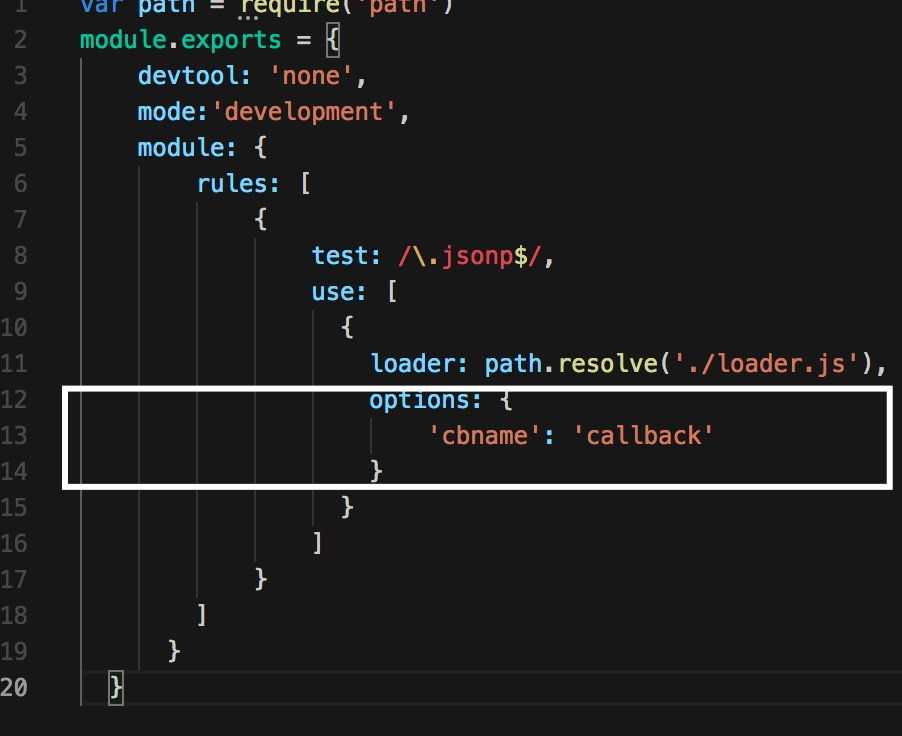 1 var path = require('path')
2 module.exports = {
3 devtool: 'none',
4 mode:'development',
5 module: {
6 rules: [
7 {
8 test: /\.jsonp$/,
9 use: [
10 {
11 loader: path.resolve('./loader.js'),
12 options: {
13 'cbname': 'callback'
14 }
15 }
16 ]
17 }
18 ]
19 }
20 }